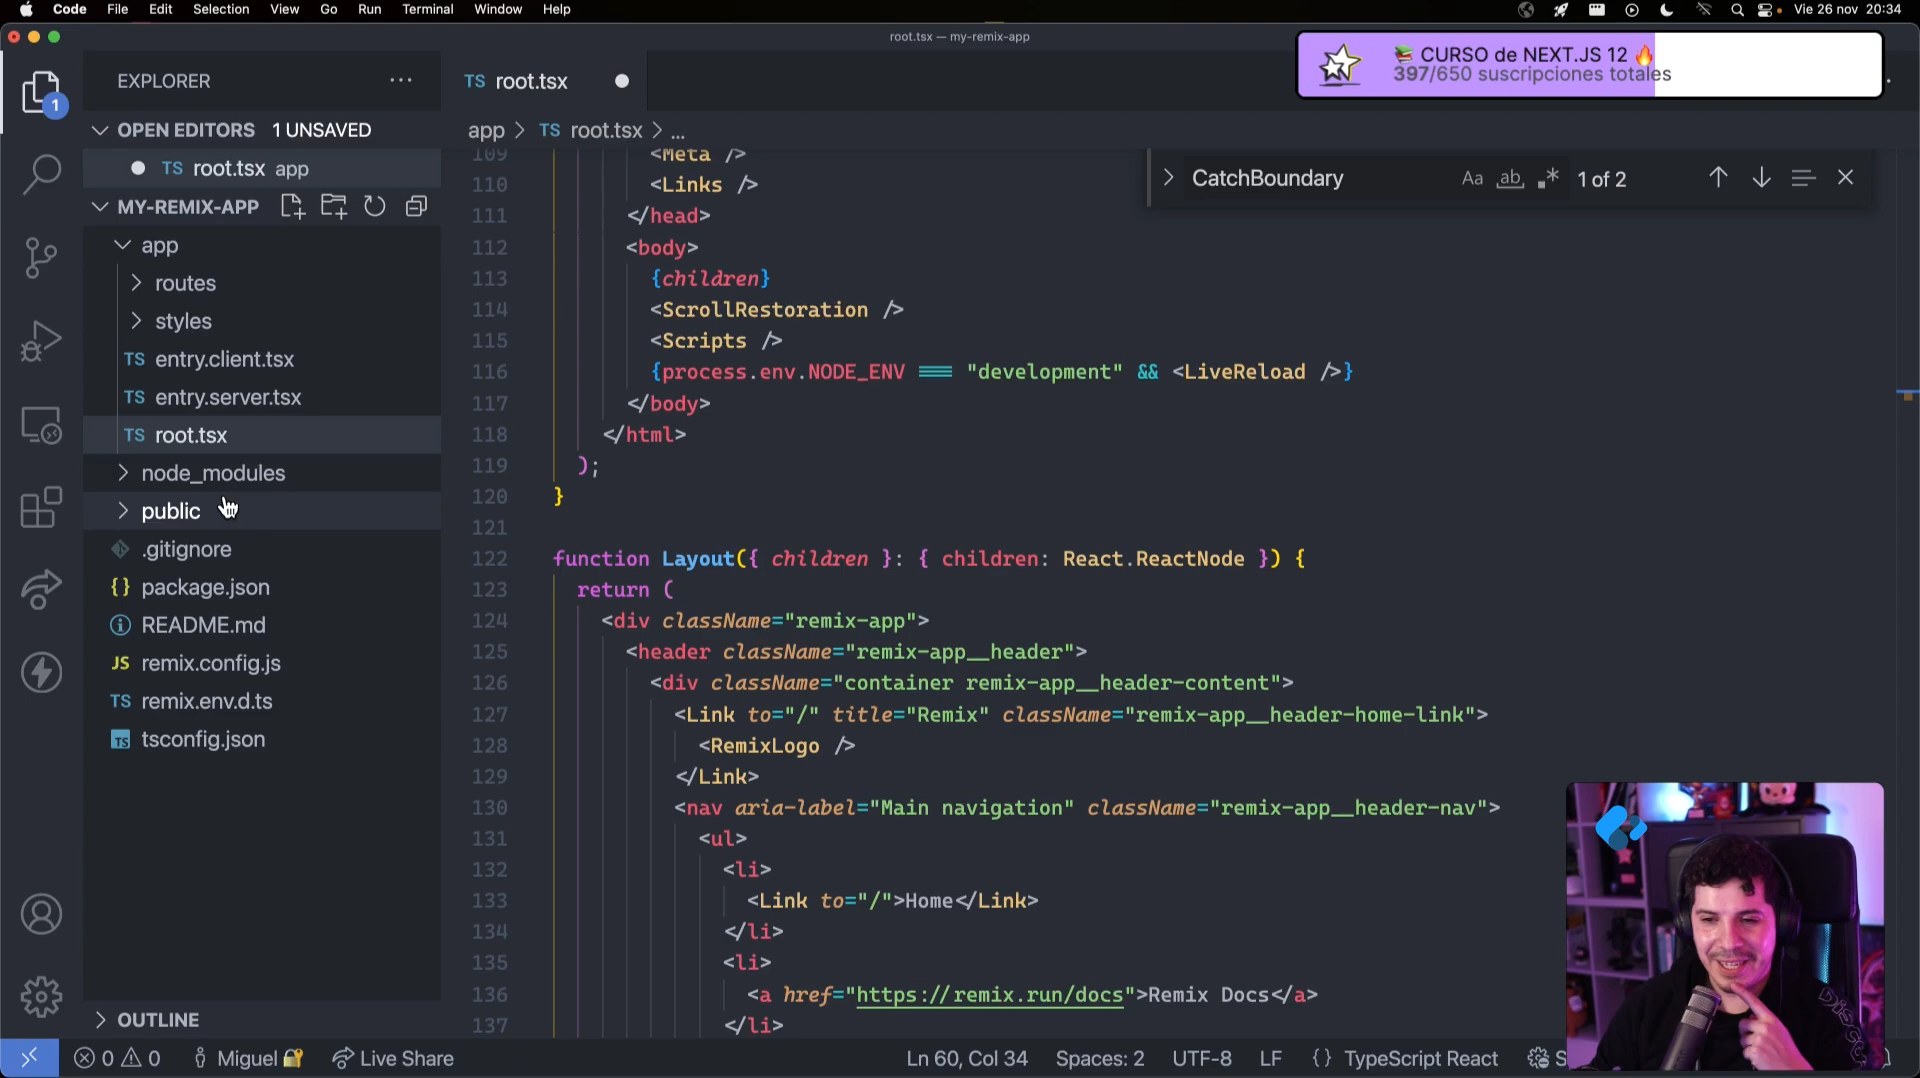 Code File Edit Selection View Go Run Terminal Window Help
Vie 26 nov 20:34
root.tsx — my-remix-app
CURSO de NEXT.JS 12
397/650 suscripciones totales
EXPLORER
TS root.tsx
1
OPEN EDITORS 1 UNSAVED
TS root.tsx app
MY-REMIX-APP
app
routes
styles
TS entry.client.tsx
TS entry.server.tsx
TS root.tsx
node_modules
public
.gitignore
{} package.json
README.md
JS remix.config.js
TS remix.env.d.ts
TS tsconfig.json
OUTLINE
app > TS root.tsx > ...
CatchBoundary Aa ab 1 of 2
109 <Meta />
110 <Links />
111 </head>
112 <body>
113 {children}
114 <ScrollRestoration />
115 <Scripts />
116 {process.env.NODE_ENV === "development" && <LiveReload />}
117 </body>
118 </html>
119 );
120 }
121
122 function Layout({ children }: { children: React.ReactNode }) {
123 return (
124 <div className="remix-app">
125 <header className="remix-app__header">
126 <div className="container remix-app__header-content">
127 <Link to="/" title="Remix" className="remix-app__header-home-link">
128 <RemixLogo />
129 </Link>
130 <nav aria-label="Main navigation" className="remix-app__header-nav">
131 <ul>
132 <li>
133 <Link to="/">Home</Link>
134 </li>
135 <li>
136 <a href="https://remix.run/docs">Remix Docs</a>
137 </li>
0 0 Miguel Live Share
Ln 60, Col 34 Spaces: 2 UTF-8 LF {} TypeScript React